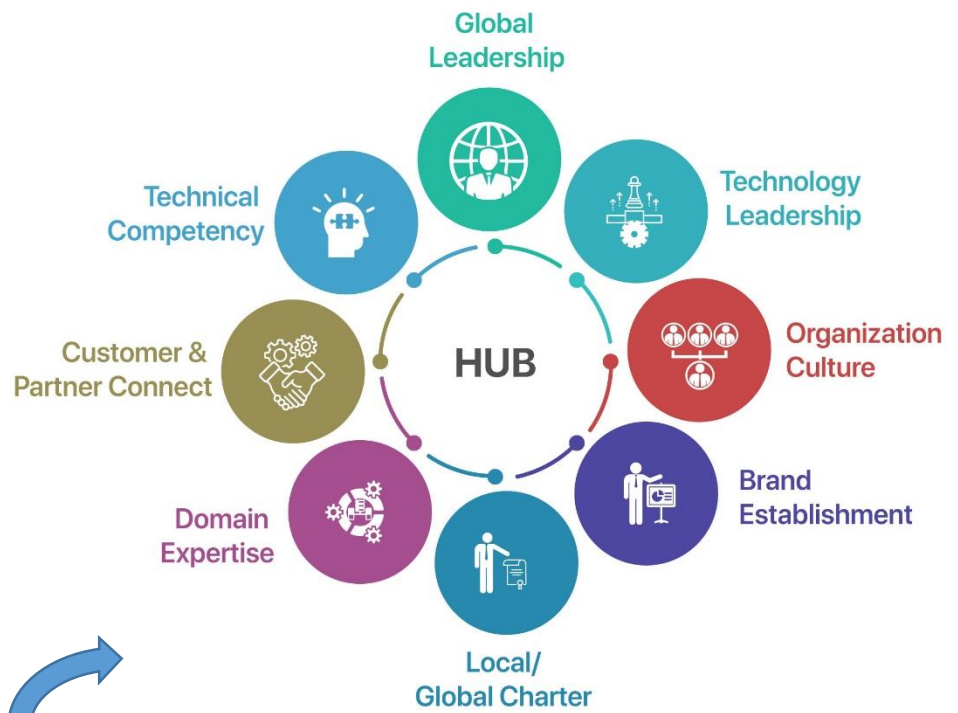 Global
Leadership
Technology
Leadership
Organization
Culture
Brand
Establishment
Local/
Global Charter
Domain
Expertise
Customer &
Partner Connect
Technical
Competency
HUB